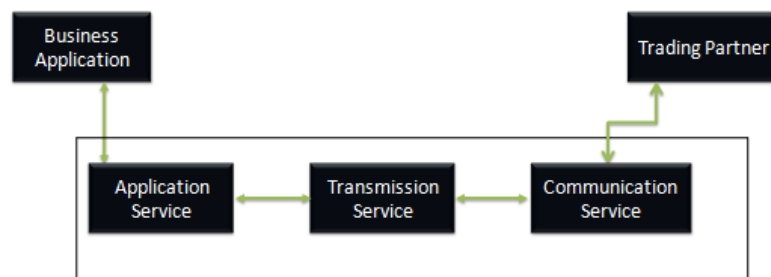 Business
Application
Trading Partner
Application
Service
Transmission
Service
Communication
Service